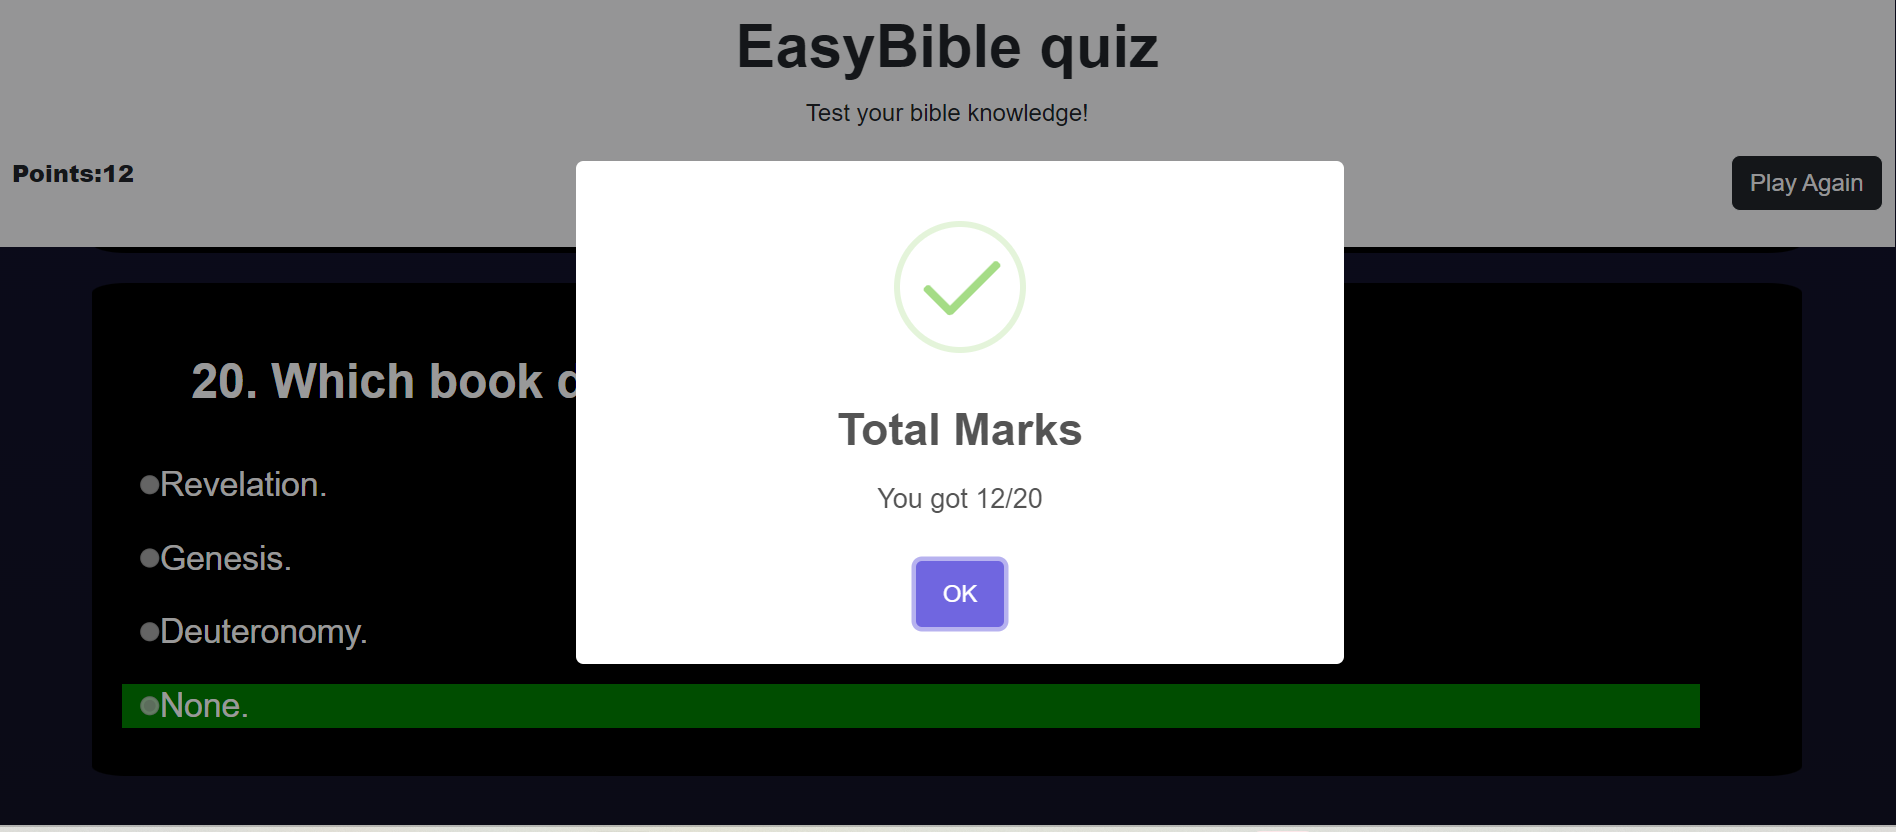 EasyBible quiz
Test your bible knowledge!
Points:12
Play Again
Total Marks
You got 12/20
OK
20. Which book
Revelation.
Genesis.
Deuteronomy.
None.